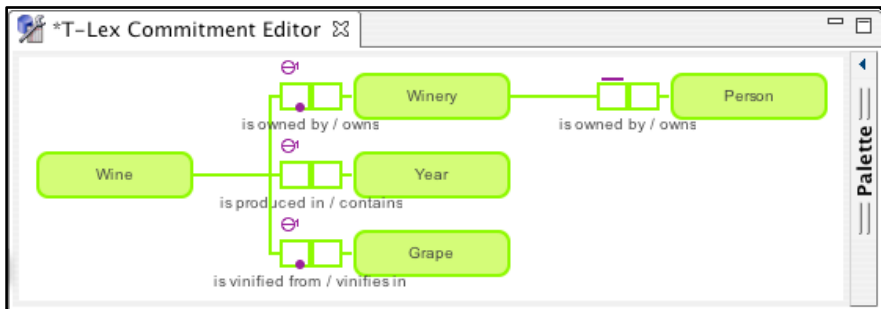 *T-Lex Commitment Editor
Winery
Person
is owned by / owns
is owned by / owns
Wine
Year
is produced in / contains
Grape
is vinified from / vinifies in
Palette